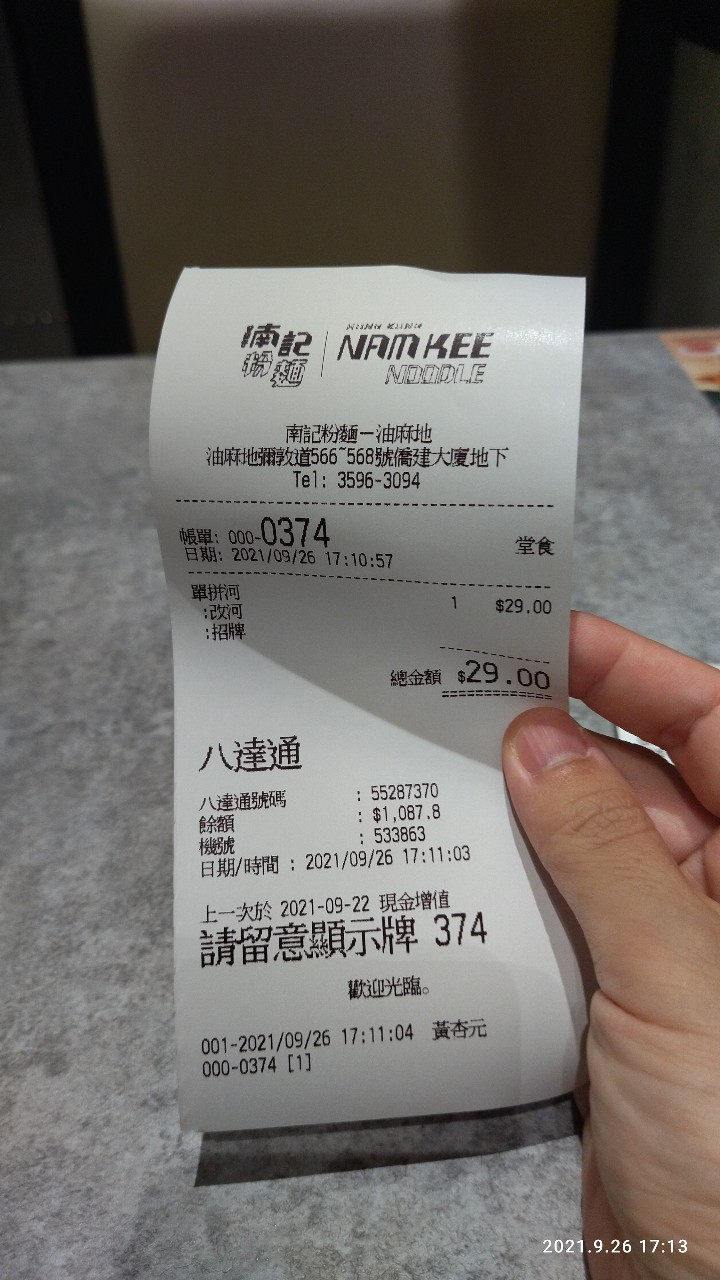 南記
粉麵
HONG KONG
NAM KEE
NOODLE
南記粉麵－油麻地
油麻地彌敦道566~568號僑建大廈地下
Tel: 3596-3094
帳單: 000-0374 堂食
日期: 2021/09/26 17:10:57
單拼河 1 $29.00
:改河
:招牌
總金額 $29.00
八達通
八達通號碼 : 55287370
餘額 : $1,087.8
機號 : 533863
日期/時間 : 2021/09/26 17:11:03
上一次於 2021-09-22 現金增值
請留意顯示牌 374
歡迎光臨。
001-2021/09/26 17:11:04 黃杏元
000-0374 [1]
2021.9.26 17:13